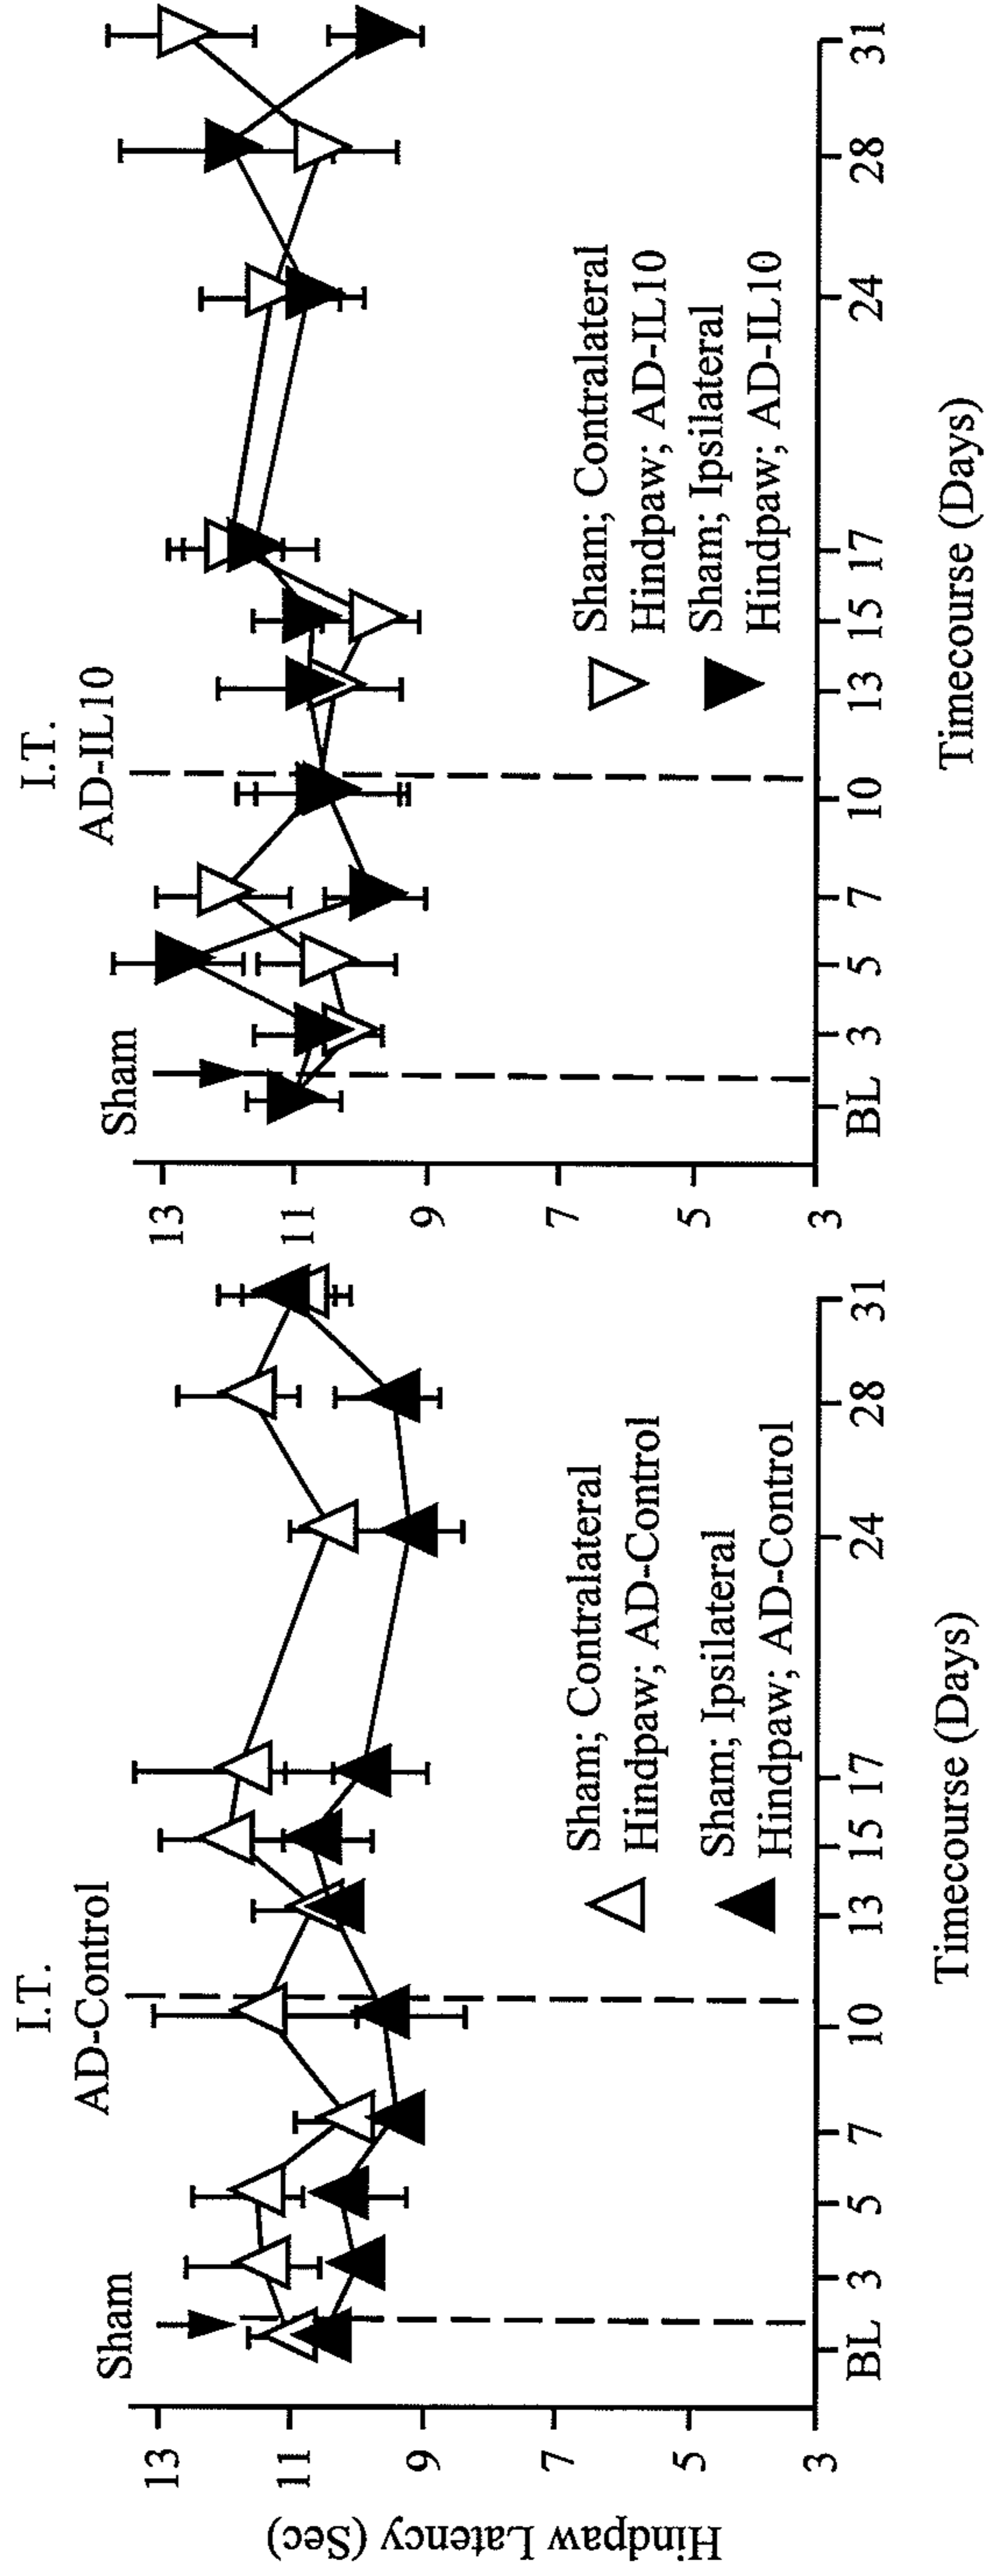 Hindpaw Latency (Sec)
13
11
9
7
5
3
Sham
I.T.
AD-Control
Sham; Contralateral
Hindpaw; AD-Control
Sham; Ipsilateral
Hindpaw; AD-Control
BL 3 5 7 10 13 15 17 24 28 31
Timecourse (Days)
13
11
9
7
5
3
Sham
I.T.
AD-IL10
Sham; Contralateral
Hindpaw; AD-IL10
Sham; Ipsilateral
Hindpaw; AD-IL10
BL 3 5 7 10 13 15 17 24 28 31
Timecourse (Days)